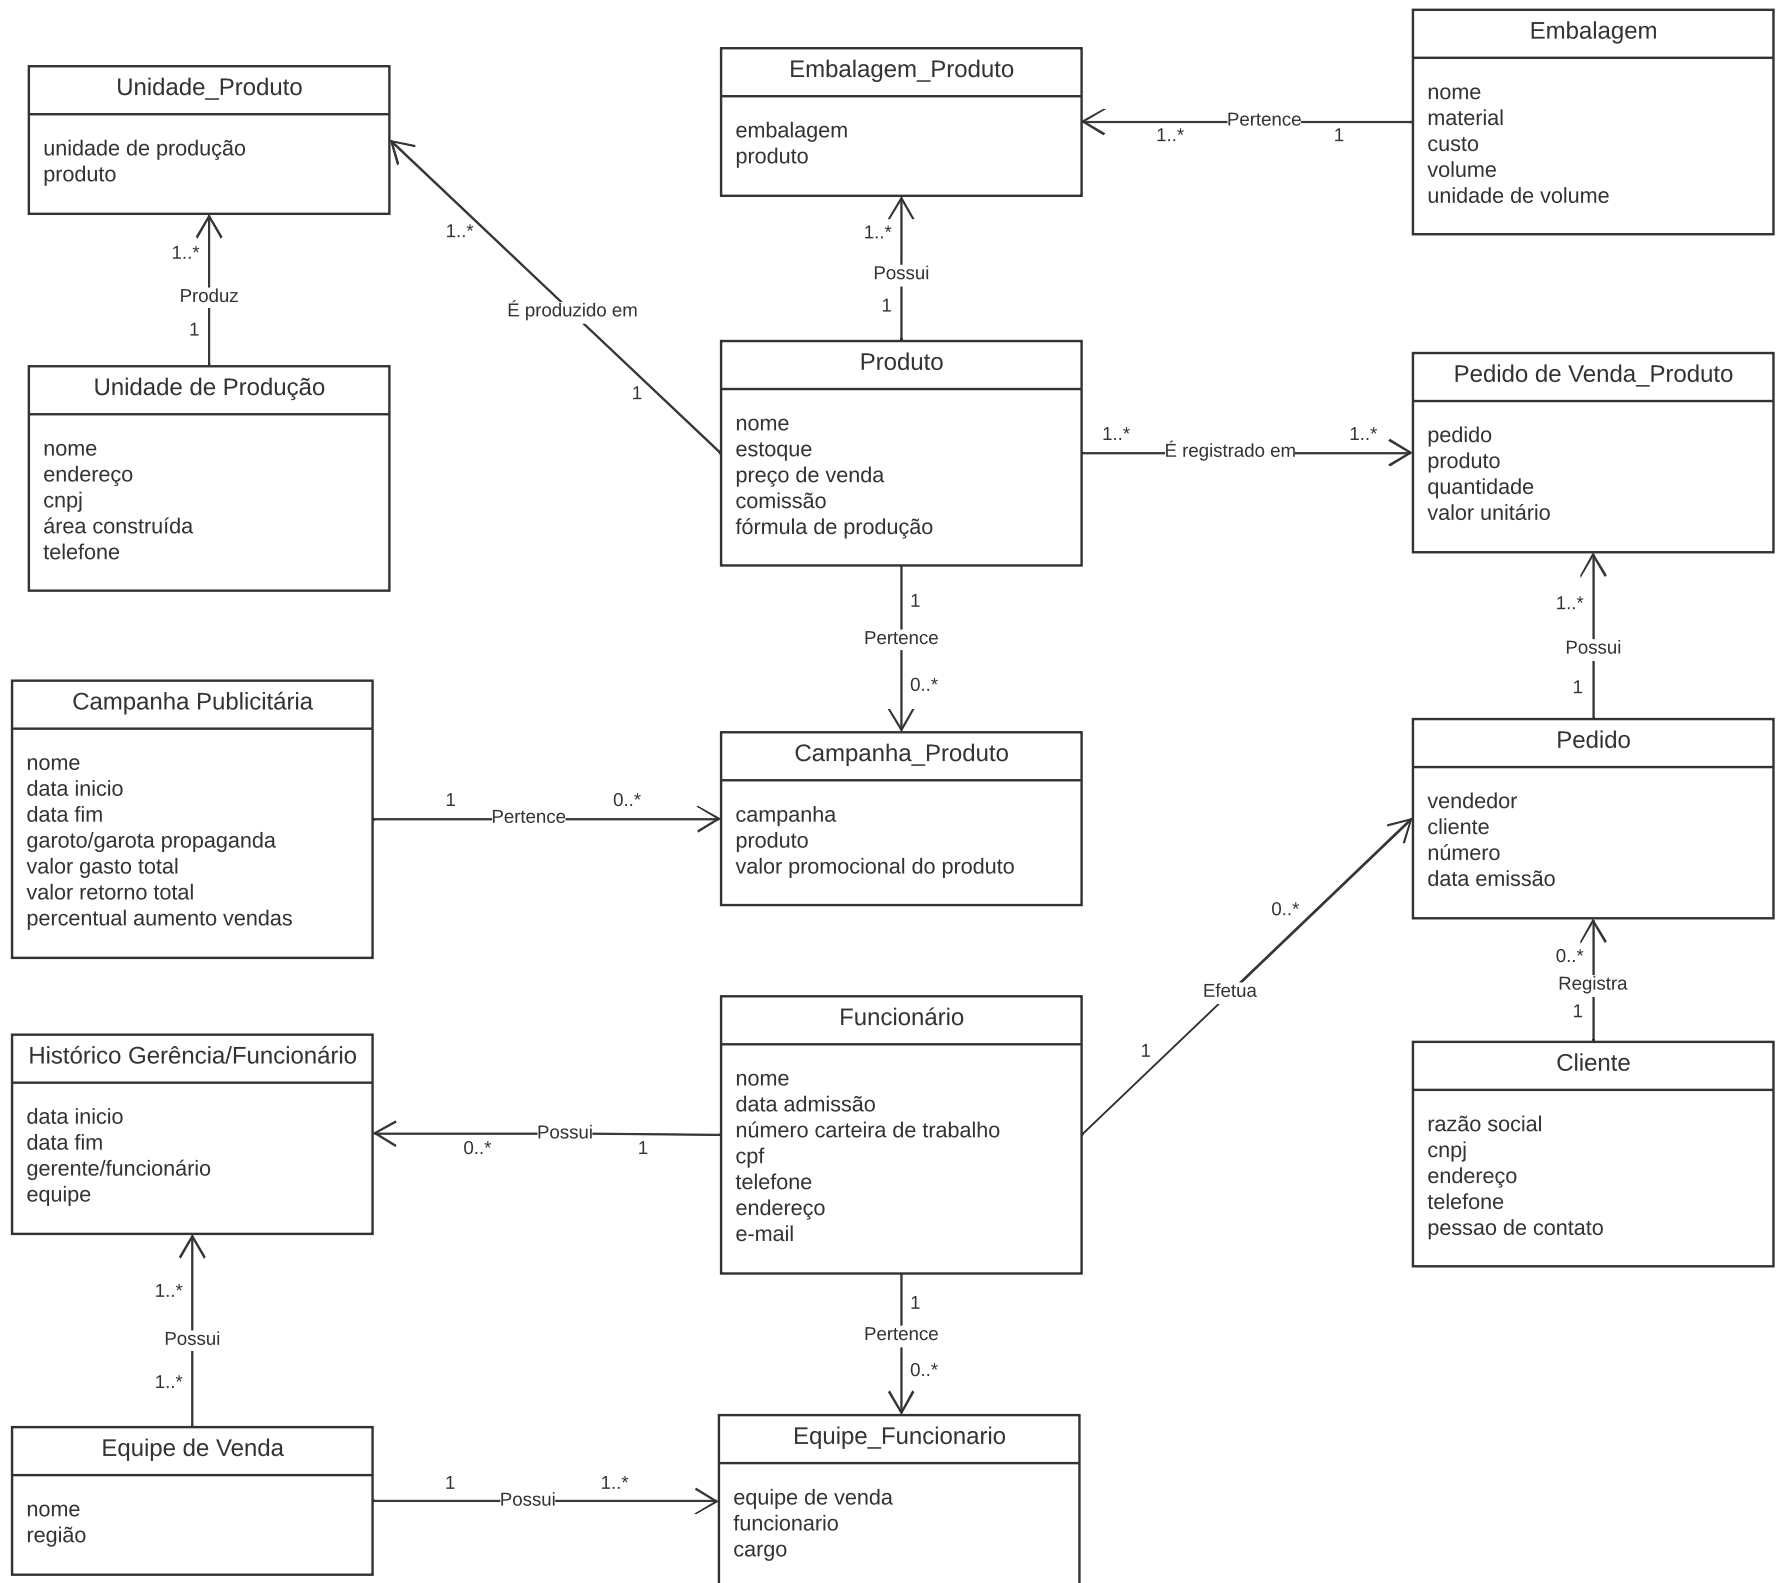 Embalagem
nome
material
custo
volume
unidade de volume
Embalagem_Produto
embalagem
produto
Pertence
1..*
1
Unidade_Produto
unidade de produção
produto
1..*
Produz
1
1..*
É produzido em
1
1..*
Possui
1
Unidade de Produção
nome
endereço
cnpj
área construída
telefone
Produto
nome
estoque
preço de venda
comissão
fórmula de produção
1..*
É registrado em
1..*
Pedido de Venda_Produto
pedido
produto
quantidade
valor unitário
1
Pertence
0..*
1..*
Possui
1
Campanha Publicitária
nome
data inicio
data fim
garoto/garota propaganda
valor gasto total
valor retorno total
percentual aumento vendas
1
Pertence
0..*
Campanha_Produto
campanha
produto
valor promocional do produto
Pedido
vendedor
cliente
número
data emissão
0..*
Efetua
1
0..*
Registra
1
Histórico Gerência/Funcionário
data inicio
data fim
gerente/funcionário
equipe
0..*
Possui
1
Funcionário
nome
data admissão
número carteira de trabalho
cpf
telefone
endereço
e-mail
Cliente
razão social
cnpj
endereço
telefone
pessao de contato
1..*
Possui
1..*
1
Pertence
0..*
Equipe de Venda
nome
região
1
Possui
1..*
Equipe_Funcionario
equipe de venda
funcionario
cargo